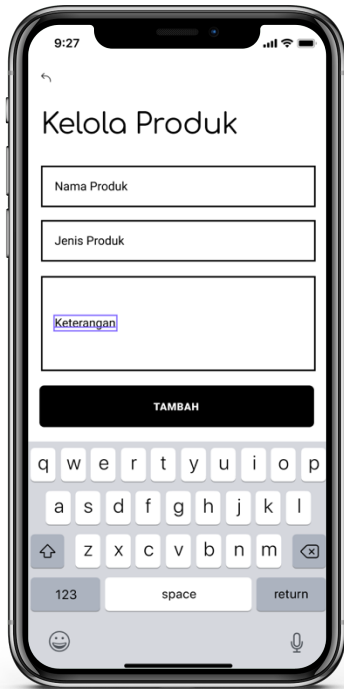 9:27
Kelola Produk
Nama Produk
Jenis Produk
Keterangan
TAMBAH
q w e r t y u i o p
a s d f g h j k l
z x c v b n m
123 space return